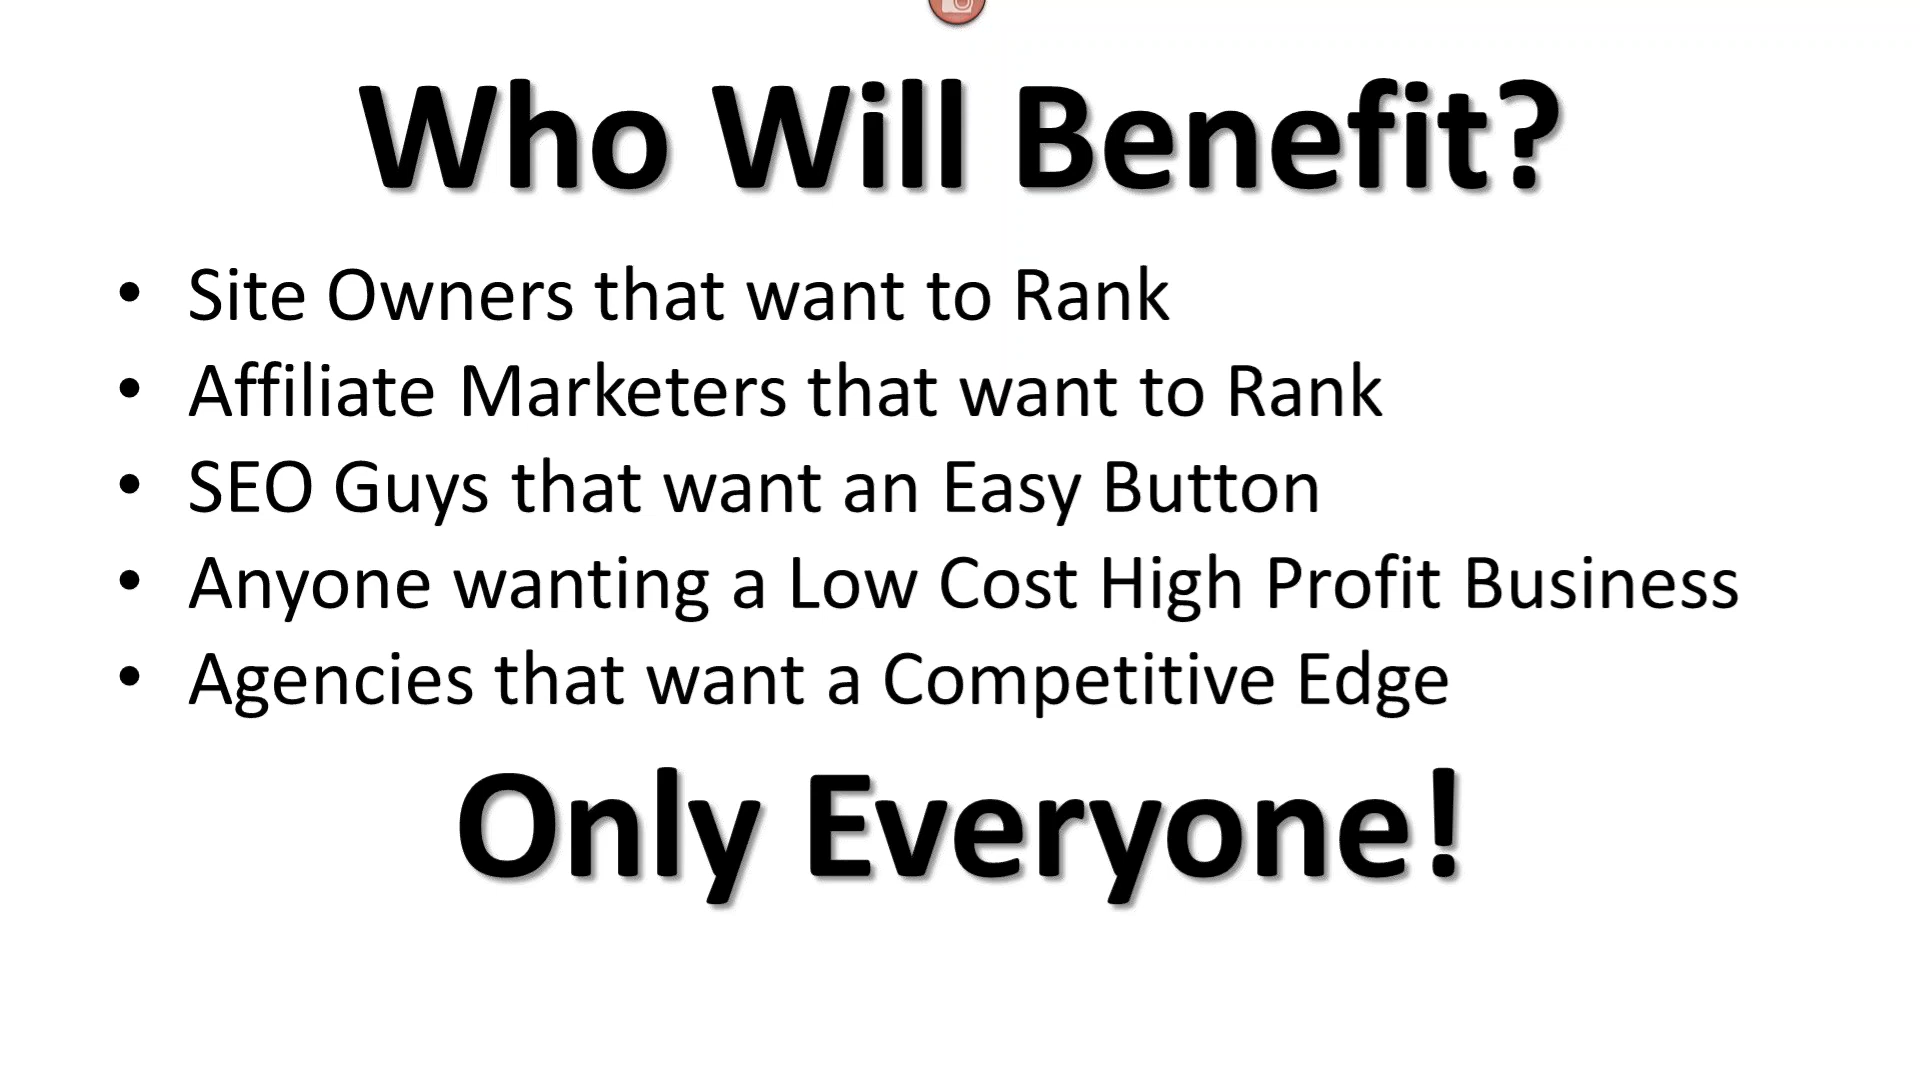 Who Will Benefit?
• Site Owners that want to Rank
• Affiliate Marketers that want to Rank
• SEO Guys that want an Easy Button
• Anyone wanting a Low Cost High Profit Business
• Agencies that want a Competitive Edge
Only Everyone!